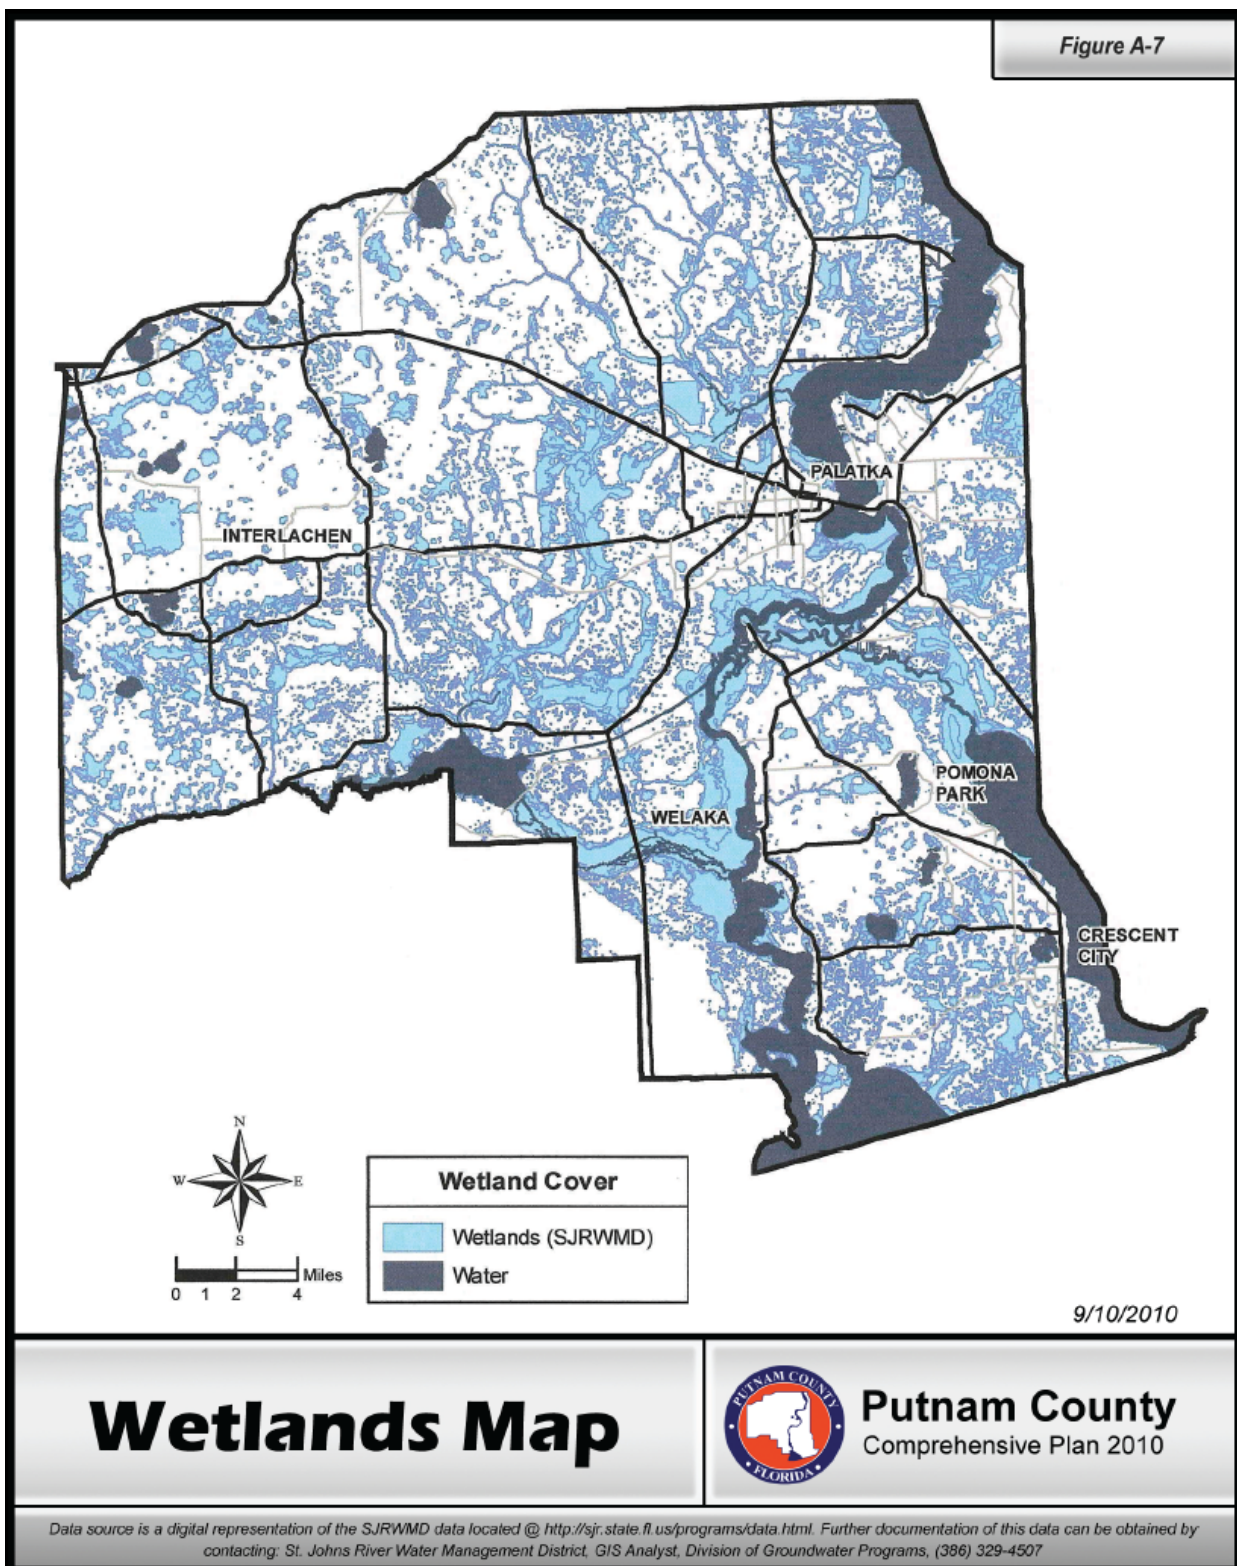 Figure A-7
PALATKA
INTERLACHEN
POMONA
PARK
WELAKA
CRESCENT
CITY
N
W
E
S
Miles
0 1 2 4
Wetland Cover
Wetlands (SJRWMD)
Water
9/10/2010
Wetlands Map
PUTNAM COUNTY
FLORIDA
Putnam County
Comprehensive Plan 2010
Data source is a digital representation of the SJRWMD data located @ http://sjr.state.fl.us/programs/data.html. Further documentation of this data can be obtained by
contacting: St. Johns River Water Management District, GIS Analyst, Division of Groundwater Programs, (386) 329-4507